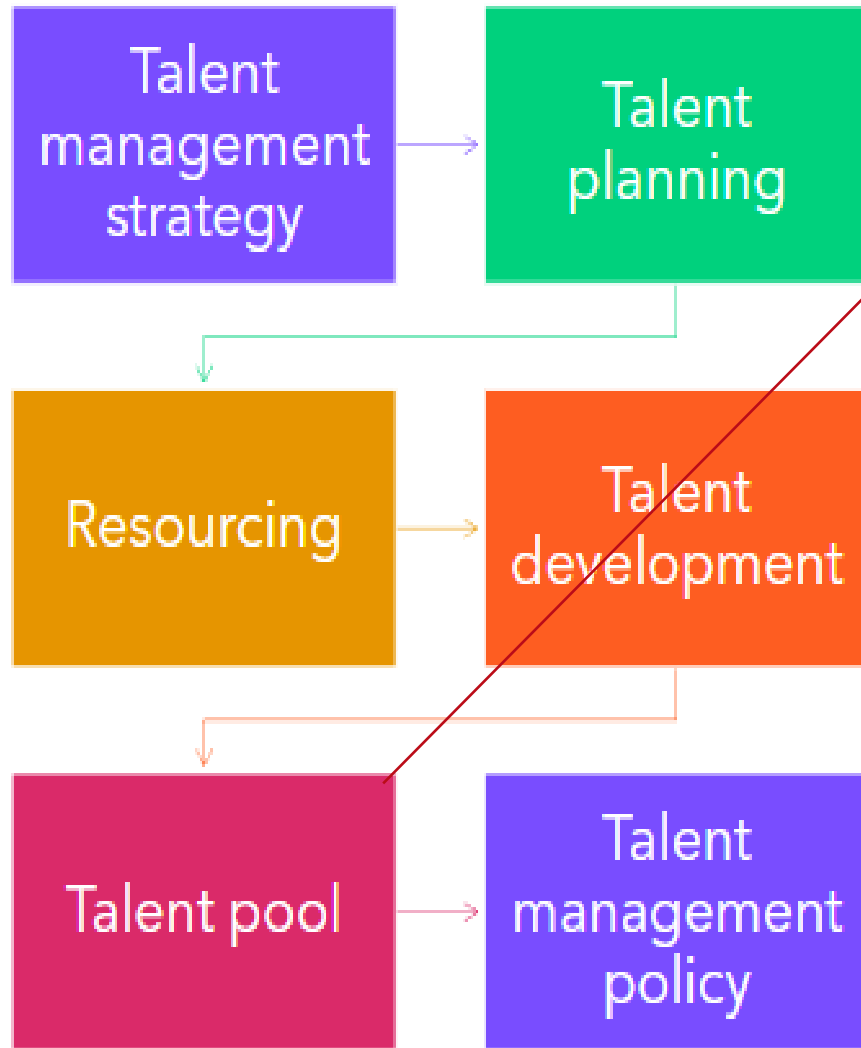 Talent
management
strategy
Talent
planning
Resourcing
Talent
development
Talent pool
Talent
management
policy